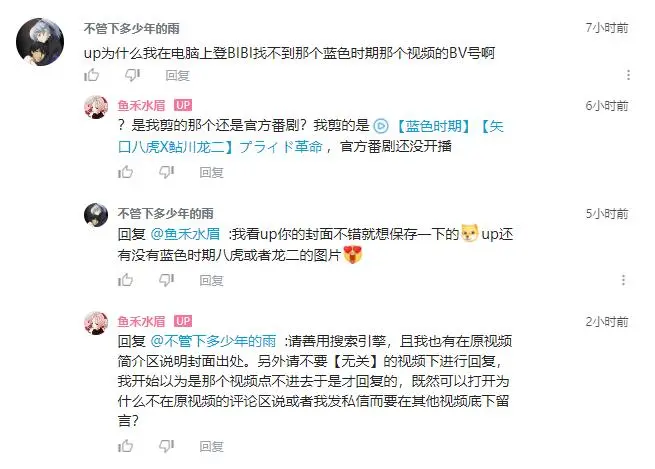 不管下多少年的雨
7小时前
up为什么我在电脑上登BIBI找不到那个蓝色时期那个视频的BV号啊
回复
鱼禾水眉 UP
6小时前
？是我剪的那个还是官方番剧？我剪的是 【蓝色时期】【矢
口八虎X鲇川龙二】プライド革命 ，官方番剧还没开播
回复
不管下多少年的雨
5小时前
回复 @鱼禾水眉 :我看up你的封面不错就想保存一下的 up还
有没有蓝色时期八虎或者龙二的图片
回复
鱼禾水眉 UP
2小时前
回复 @不管下多少年的雨 :请善用搜索引擎，且我也有在原视频
简介区说明封面出处。另外请不要【无关】的视频下进行回复，
我开始以为是那个视频点不进去于是才回复的，既然可以打开为
什么不在原视频的评论区说或者我发私信而要在其他视频底下留
言？
回复